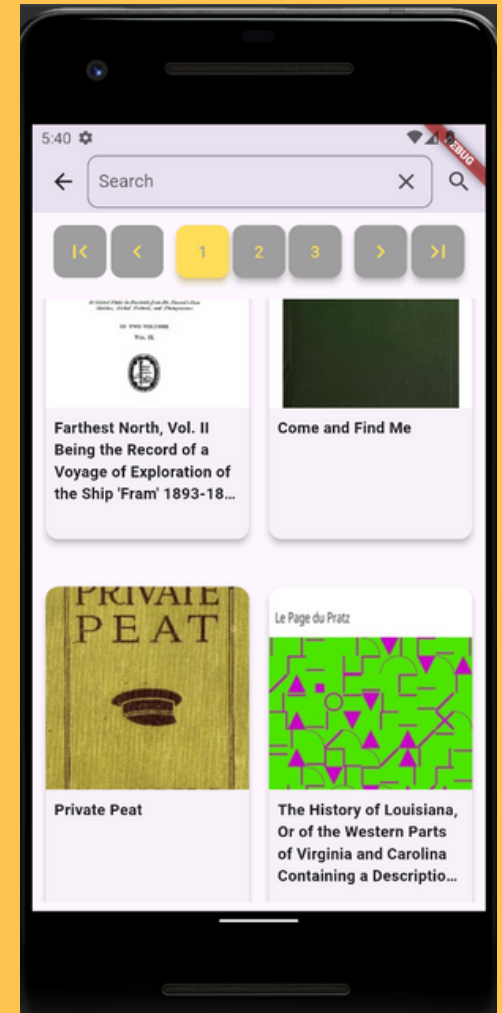 5:40
DEBUG
Search
1 2 3
IN TWO VOLUMES
Vol. II.
Farthest North, Vol. II
Being the Record of a
Voyage of Exploration of
the Ship 'Fram' 1893-18...
Come and Find Me
PRIVATE
PEAT
Le Page du Pratz
Private Peat
The History of Louisiana,
Or of the Western Parts
of Virginia and Carolina
Containing a Descriptio...